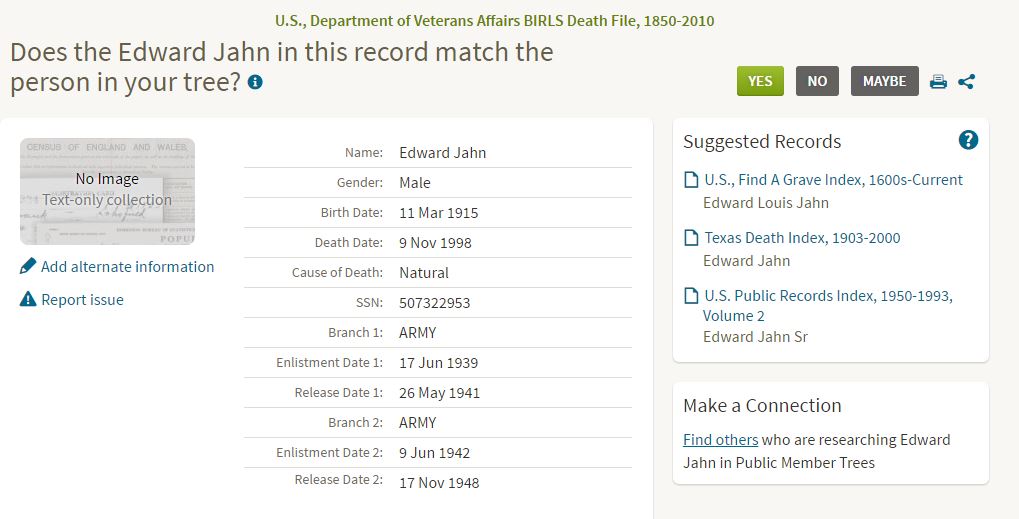 U.S., Department of Veterans Affairs BIRLS Death File, 1850-2010
Does the Edward Jahn in this record match the
person in your tree?
YES NO MAYBE
CENSUS OF ENGLAND AND WALES,
No Image
Text-only collection
POPU
Add alternate information
Report issue
Name: Edward Jahn
Gender: Male
Birth Date: 11 Mar 1915
Death Date: 9 Nov 1998
Cause of Death: Natural
SSN: 507322953
Branch 1: ARMY
Enlistment Date 1: 17 Jun 1939
Release Date 1: 26 May 1941
Branch 2: ARMY
Enlistment Date 2: 9 Jun 1942
Release Date 2: 17 Nov 1948
Suggested Records
?
U.S., Find A Grave Index, 1600s-Current
Edward Louis Jahn
Texas Death Index, 1903-2000
Edward Jahn
U.S. Public Records Index, 1950-1993,
Volume 2
Edward Jahn Sr
Make a Connection
Find others who are researching Edward
Jahn in Public Member Trees